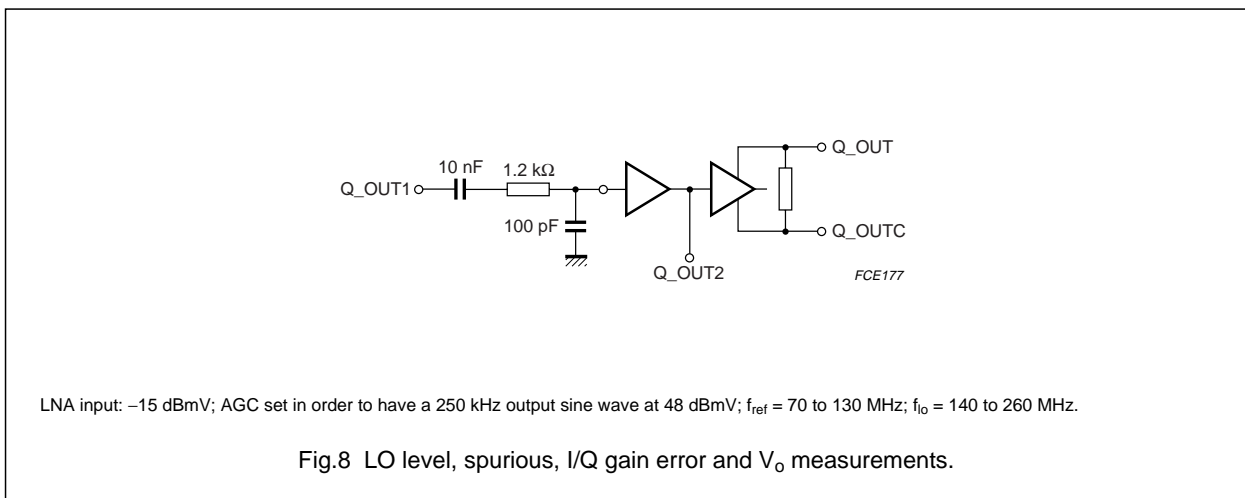 Q_OUT1
10 nF
1.2 kΩ
100 pF
Q_OUT2
Q_OUT
Q_OUTC
FCE177
LNA input: −15 dBmV; AGC set in order to have a 250 kHz output sine wave at 48 dBmV; fref = 70 to 130 MHz; flo = 140 to 260 MHz.
Fig.8 LO level, spurious, I/Q gain error and Vo measurements.